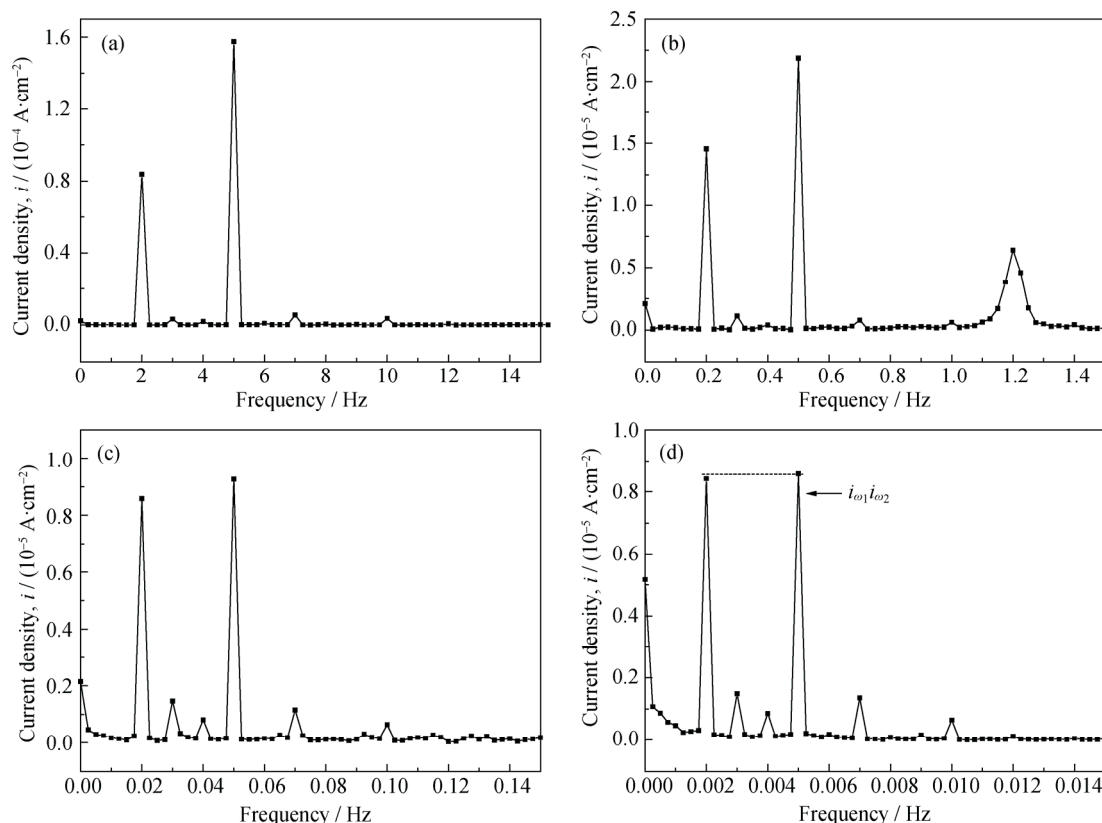 (a)
Current density, i / (10⁻⁴ A·cm⁻²)
1.6
1.2
0.8
0.4
0.0
0 2 4 6 8 10 12 14
Frequency / Hz
(b)
Current density, i / (10⁻⁵ A·cm⁻²)
2.5
2.0
1.5
1.0
0.5
0.0
0.0 0.2 0.4 0.6 0.8 1.0 1.2 1.4
Frequency / Hz
(c)
Current density, i / (10⁻⁵ A·cm⁻²)
1.0
0.8
0.6
0.4
0.2
0.0
0.00 0.02 0.04 0.06 0.08 0.10 0.12 0.14
Frequency / Hz
(d)
iω₁iω₂
Current density, i / (10⁻⁵ A·cm⁻²)
1.0
0.8
0.6
0.4
0.2
0.0
0.000 0.002 0.004 0.006 0.008 0.010 0.012 0.014
Frequency / Hz